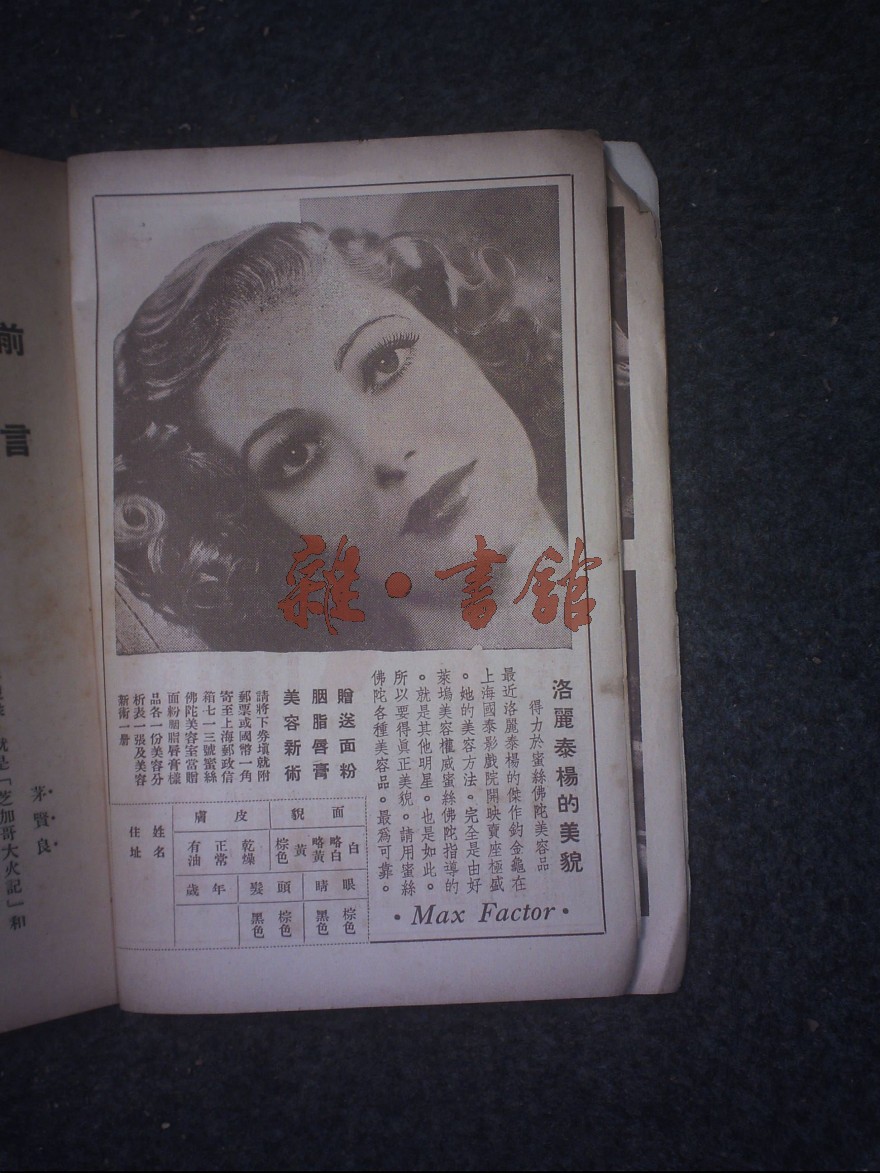 洛麗泰楊的美貌
得力於蜜絲佛陀美容品
最近洛麗泰楊的傑作釣金龜在
上海國泰影戲院開映賣座極盛
。她的美容方法。完全是由好
萊塢美容權威蜜絲佛陀指導的
。就是其他明星。也是如此。
所以要得眞正美貌。請用蜜絲
佛陀各種美容品。最爲可靠。
• Max Factor •
贈送面粉
胭脂唇膏
美容新術
請將下券填就附
郵票或國幣一角
寄至上海郵政信
箱七一三號蜜絲
佛陀美容室當贈
面粉胭脂唇膏樣
品各一份美容分
析表一張及美容
新術一册
面貌
白
略白
略黃
黃
棕色
皮膚
乾燥
正常
有油
眼睛
棕色
黑色
頭髮
棕色
黑色
年歲
姓名
住址
雜•書館
前言
茅賢良
就是「芝加哥大火記」和